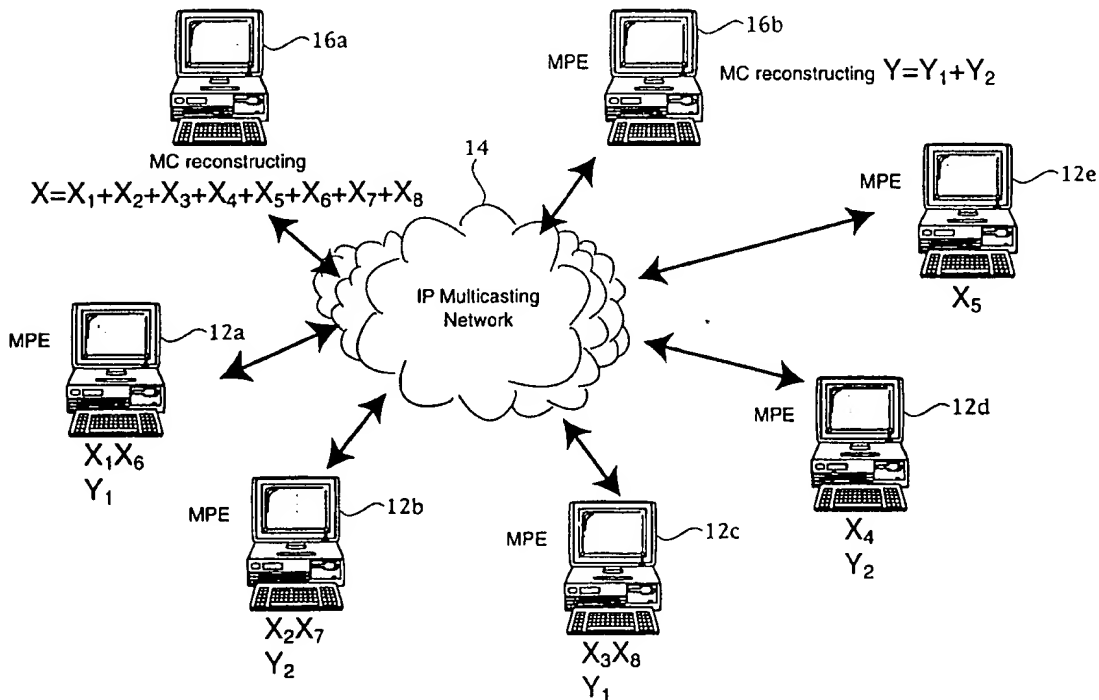 16a
MC reconstructing
X=X₁+X₂+X₃+X₄+X₅+X₆+X₇+X₈
MPE
16b
MC reconstructing Y=Y₁+Y₂
14
IP Multicasting
Network
MPE
12e
X₅
MPE
12a
X₁X₆
Y₁
MPE
12b
X₂X₇
Y₂
MPE
12c
X₃X₈
Y₁
MPE
12d
X₄
Y₂